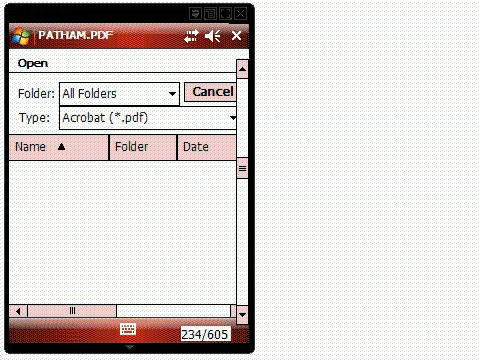 PATHAM.PDF
Open
Folder: All Folders Cancel
Type: Acrobat (*.pdf)
Name Folder Date
234/605